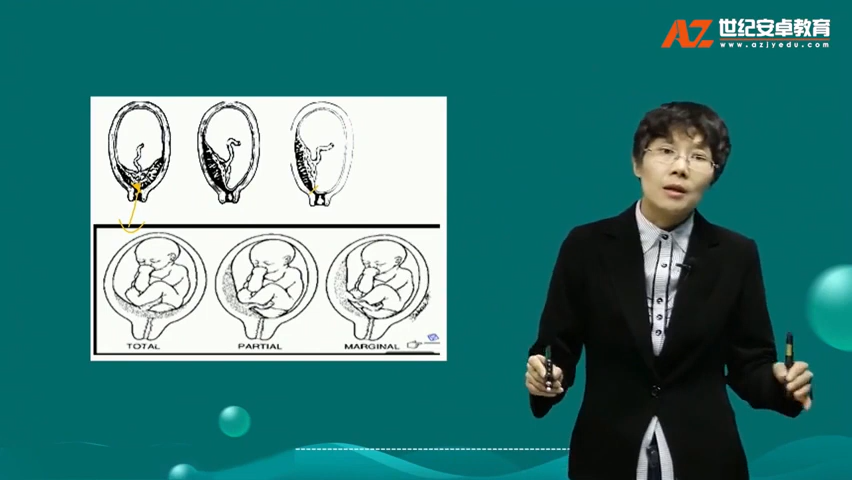 AZ 世纪安卓教育
www.azjyedu.com
TOTAL PARTIAL MARGINAL